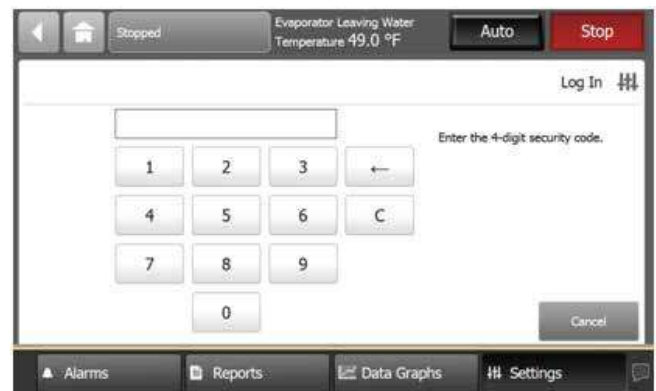 Stopped
Evaporator Leaving Water
Temperature 49.0 °F
Auto
Stop
Log In
Enter the 4-digit security code.
1 2 3 ←
4 5 6 C
7 8 9
0
Cancel
Alarms Reports Data Graphs Settings